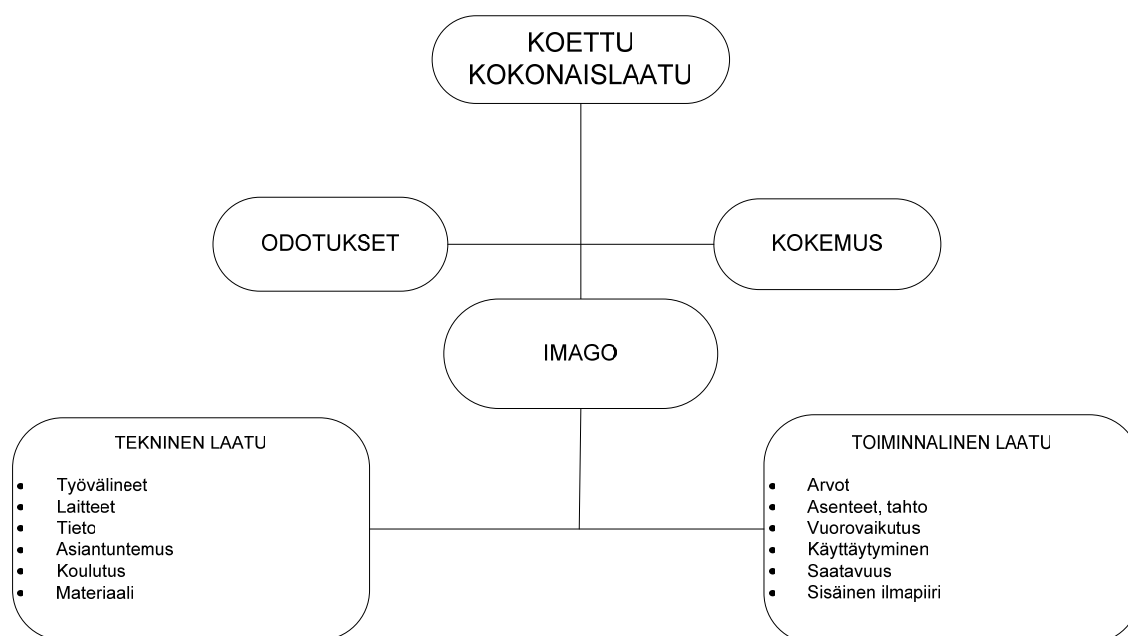 KOETTU
KOKONAISLAATU
ODOTUKSET
KOKEMUS
IMAGO
TEKNINEN LAATU
• Työvälineet
• Laitteet
• Tieto
• Asiantuntemus
• Koulutus
• Materiaali
TOIMINNALINEN LAATU
• Arvot
• Asenteet, tahto
• Vuorovaikutus
• Käyttäytyminen
• Saatavuus
• Sisäinen ilmapiiri